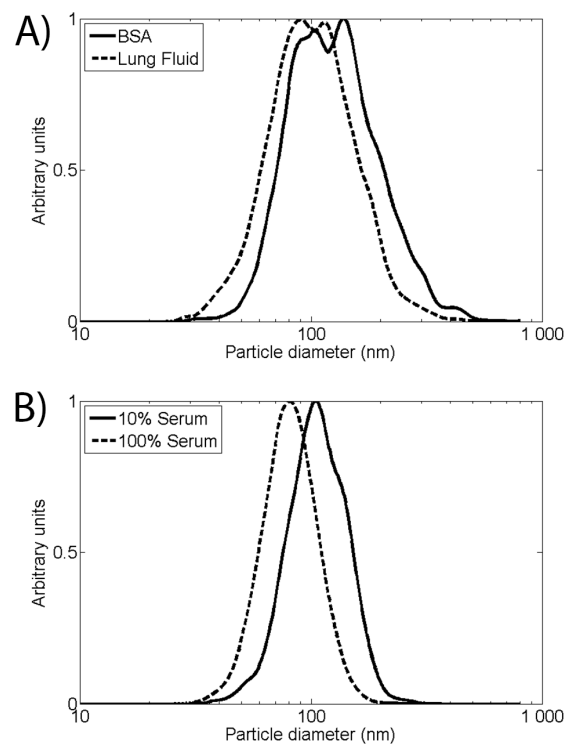 A)
1
BSA
Lung Fluid
Arbitrary units
0.5
0
10
100
1 000
Particle diameter (nm)
B)
1
10% Serum
100% Serum
Arbitrary units
0.5
0
10
100
1 000
Particle diameter (nm)